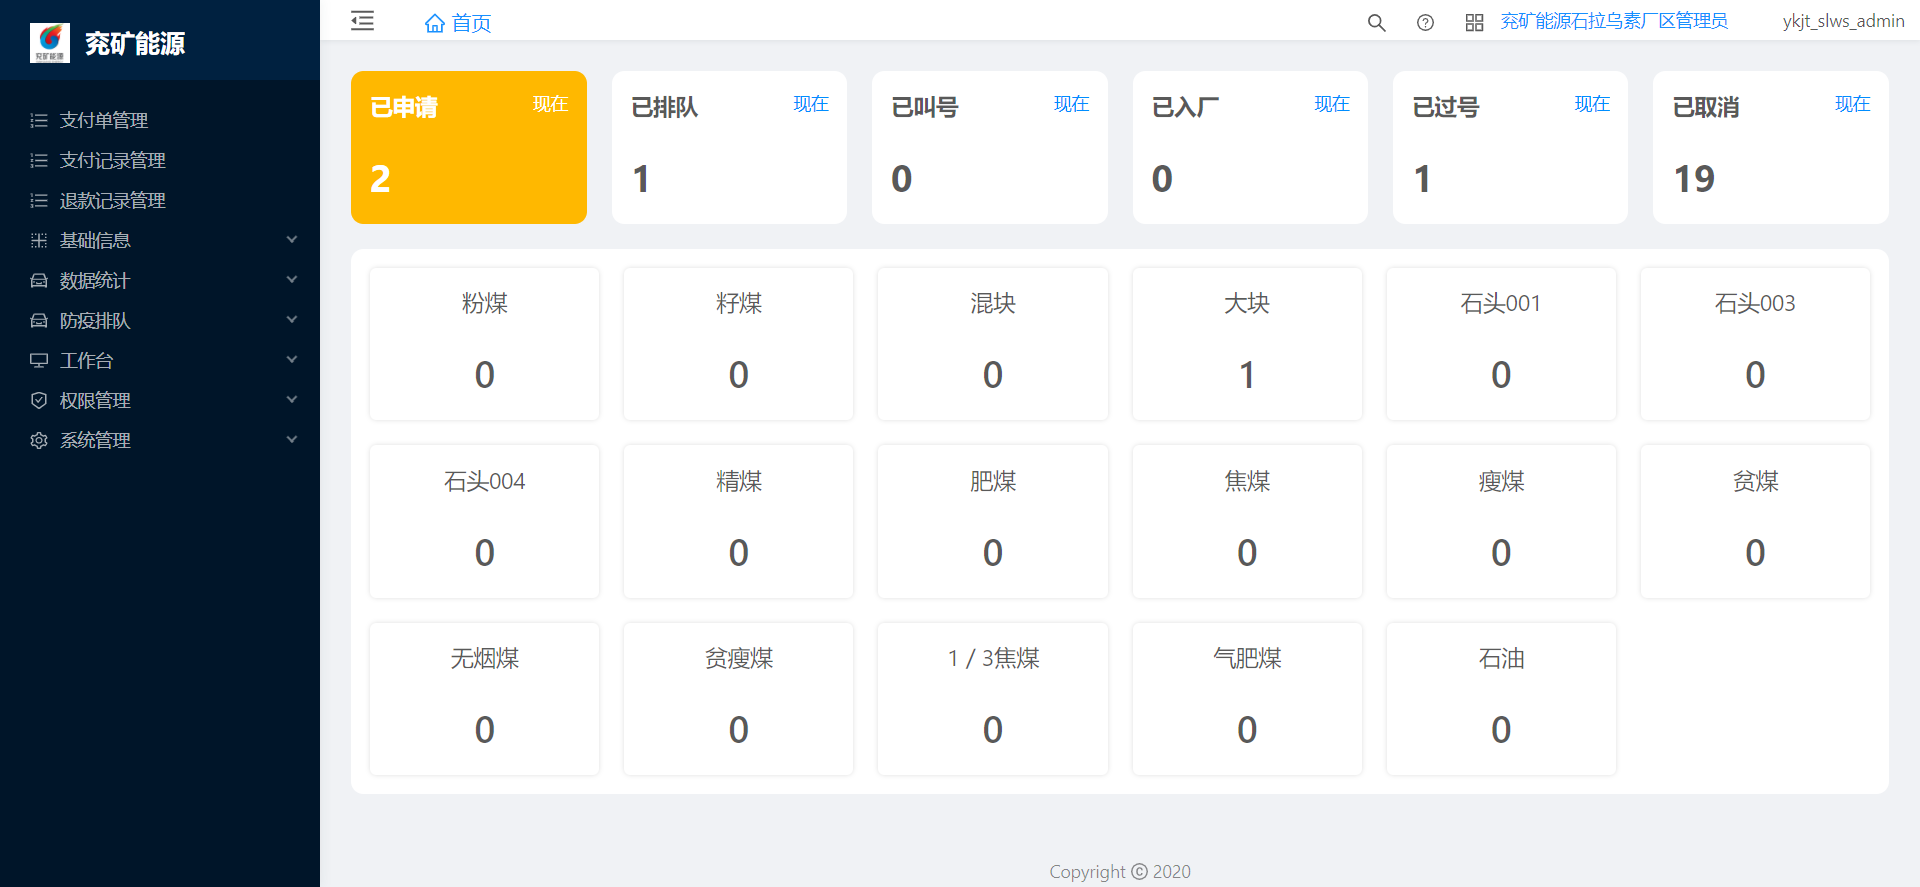 兖矿能源
首页
兖矿能源石拉乌素厂区管理员
ykjt_slws_admin
支付单管理
支付记录管理
退款记录管理
基础信息
数据统计
防疫排队
工作台
权限管理
系统管理
已申请 现在
2
已排队 现在
1
已叫号 现在
0
已入厂 现在
0
已过号 现在
1
已取消 现在
19
粉煤
0
籽煤
0
混块
0
大块
1
石头001
0
石头003
0
石头004
0
精煤
0
肥煤
0
焦煤
0
瘦煤
0
贫煤
0
无烟煤
0
贫瘦煤
0
1 / 3焦煤
0
气肥煤
0
石油
0
Copyright © 2020